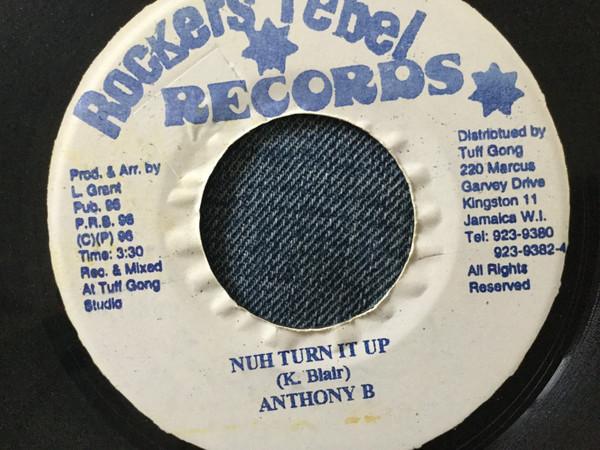 Rockers rebel
RECORDS
Prod. & Arr. by
L. Grant
Pub. 96
P.R.S. 96
(C)(P) 96
Time: 3:30
Rec. & Mixed
At Tuff Gong
Studio
Distribtued by
Tuff Gong
220 Marcus
Garvey Drive
Kingston 11
Jamaica W.I.
Tel: 923-9380
923-9382-4
All Rights
Reserved
NUH TURN IT UP
(K. Blair)
ANTHONY B